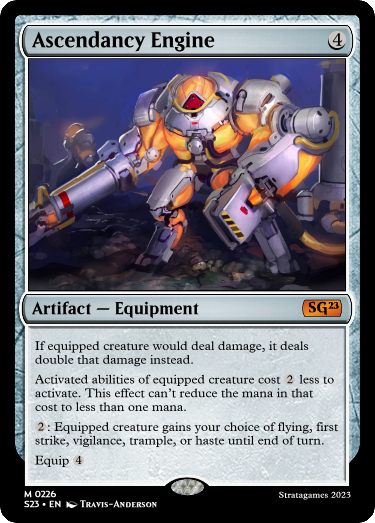 Ascendancy Engine 4
Artifact — Equipment SG23
If equipped creature would deal damage, it deals
double that damage instead.
Activated abilities of equipped creature cost 2 less to
activate. This effect can't reduce the mana in that
cost to less than one mana.
2: Equipped creature gains your choice of flying, first
strike, vigilance, trample, or haste until end of turn.
Equip 4
M 0226
S23 • EN Travis-Anderson
Stratagames 2023